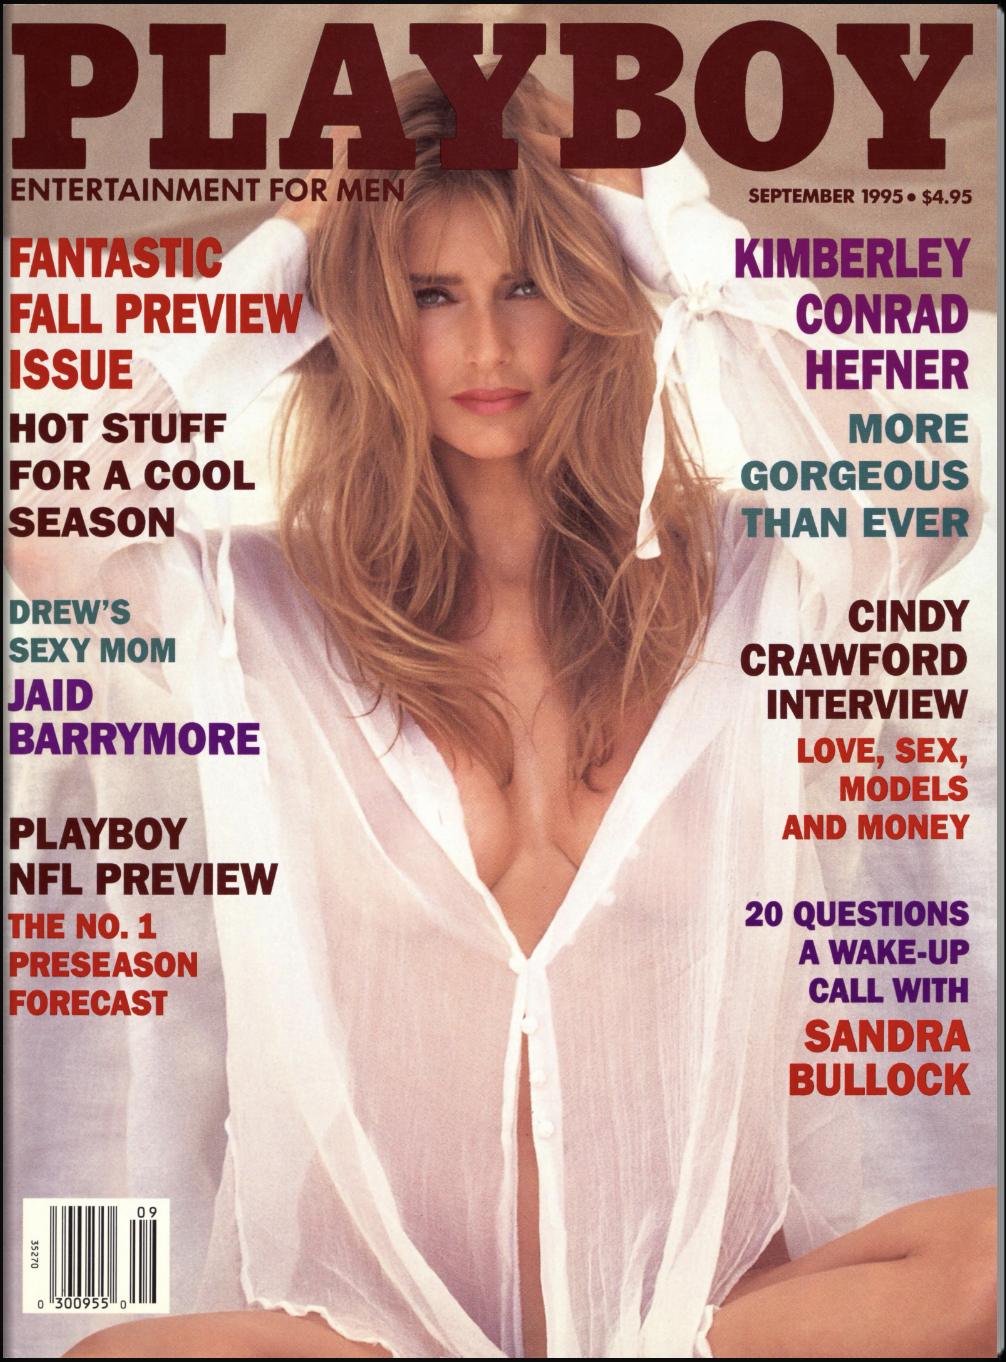 PLAYBOY
ENTERTAINMENT FOR MEN
SEPTEMBER 1995 • $4.95
FANTASTIC
FALL PREVIEW
ISSUE
HOT STUFF
FOR A COOL
SEASON
DREW'S
SEXY MOM
JAID
BARRYMORE
PLAYBOY
NFL PREVIEW
THE NO. 1
PRESEASON
FORECAST
KIMBERLEY
CONRAD
HEFNER
MORE
GORGEOUS
THAN EVER
CINDY
CRAWFORD
INTERVIEW
LOVE, SEX,
MODELS
AND MONEY
20 QUESTIONS
A WAKE-UP
CALL WITH
SANDRA
BULLOCK
09
35270
0 300955 0